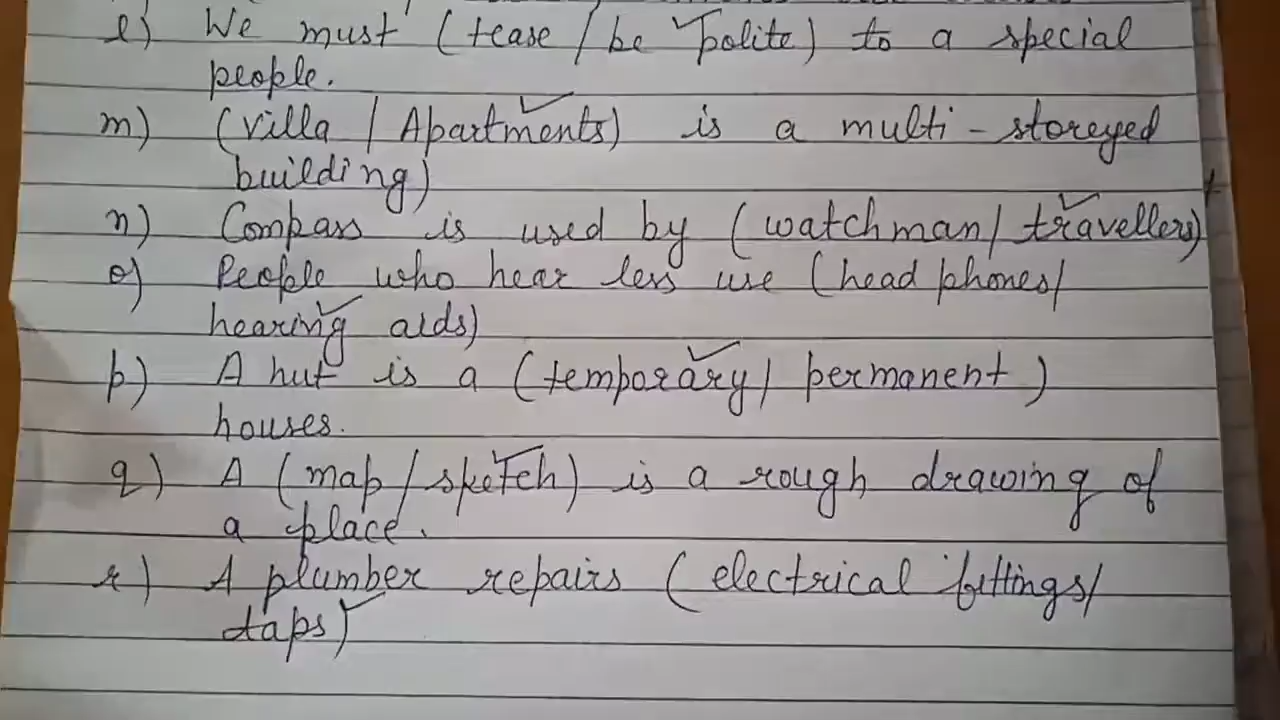 l) We must (tease / be polite) to a special
people.
m) (Villa / Apartments) is a multi-storeyed
building)
n) Compass is used by (watchman/ travellers)
o) People who hear less use (head phones/
hearing aids)
p) A hut is a (temporary/ permanent)
houses.
q) A (map/sketch) is a rough drawing of
a place.
r) A plumber repairs (electrical fittings/
taps)